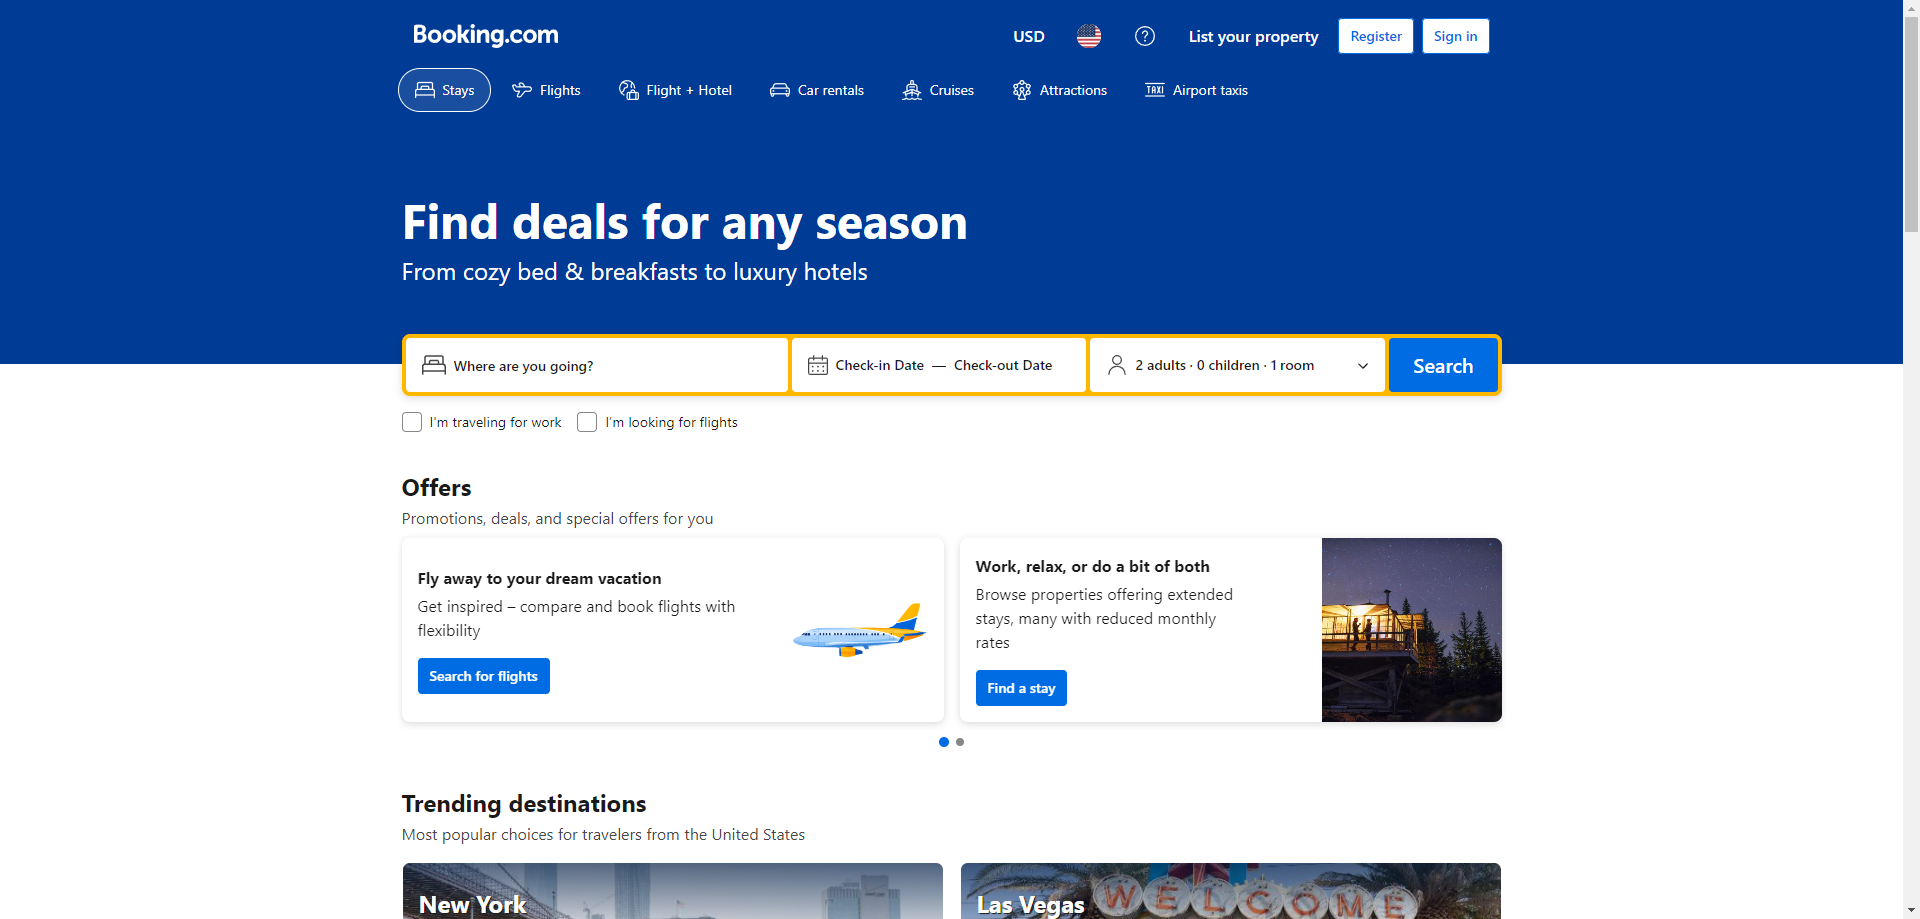 Booking.com
USD
List your property
Register
Sign in
Stays
Flights
Flight + Hotel
Car rentals
Cruises
Attractions
TAXI
Airport taxis
Find deals for any season
From cozy bed & breakfasts to luxury hotels
Where are you going?
Check-in Date — Check-out Date
2 adults · 0 children · 1 room
Search
I'm traveling for work
I'm looking for flights
Offers
Promotions, deals, and special offers for you
Fly away to your dream vacation
Get inspired – compare and book flights with
flexibility
Search for flights
Work, relax, or do a bit of both
Browse properties offering extended
stays, many with reduced monthly
rates
Find a stay
Trending destinations
Most popular choices for travelers from the United States
New York
Las Vegas
WELCOME